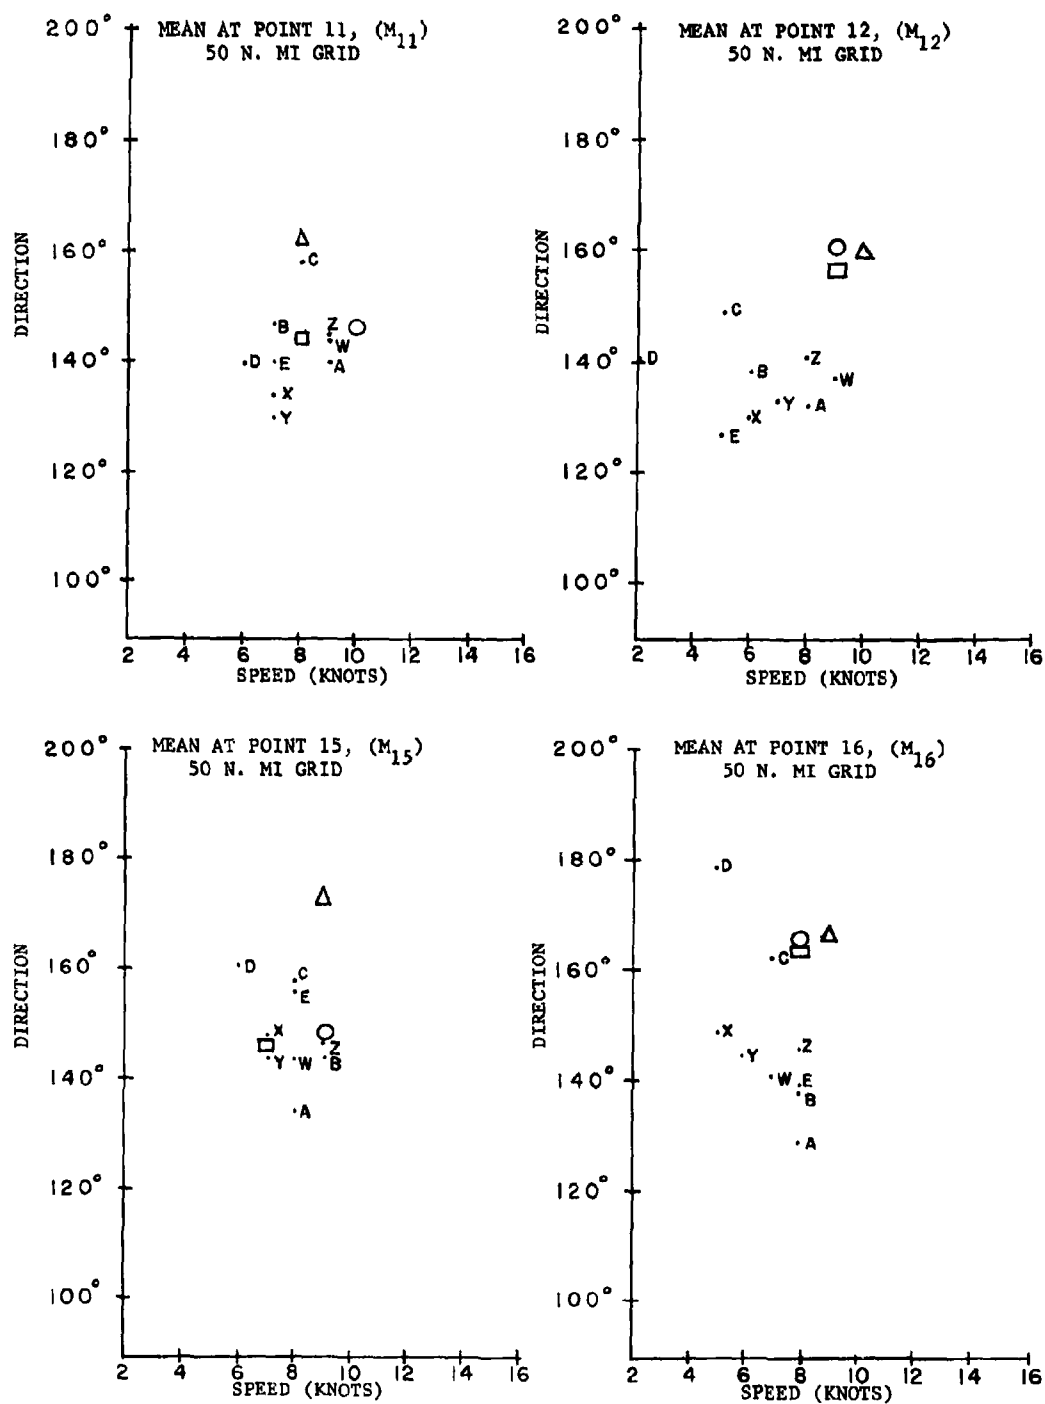 MEAN AT POINT 11, (M11)
50 N. MI GRID
200°
180°
160°
140°
120°
100°
DIRECTION
C
B
Z
W
D
E
A
X
Y
2 4 6 8 10 12 14 16
SPEED (KNOTS)
MEAN AT POINT 12, (M12)
50 N. MI GRID
200°
180°
160°
140°
120°
100°
DIRECTION
C
D
Z
B
W
Y
A
X
E
2 4 6 8 10 12 14 16
SPEED (KNOTS)
MEAN AT POINT 15, (M15)
50 N. MI GRID
200°
180°
160°
140°
120°
100°
DIRECTION
D
C
E
X
Z
Y
W
B
A
2 4 6 8 10 12 14 16
SPEED (KNOTS)
MEAN AT POINT 16, (M16)
50 N. MI GRID
200°
180°
160°
140°
120°
100°
DIRECTION
D
C
X
Z
Y
W
E
B
A
2 4 6 8 10 12 14 16
SPEED (KNOTS)